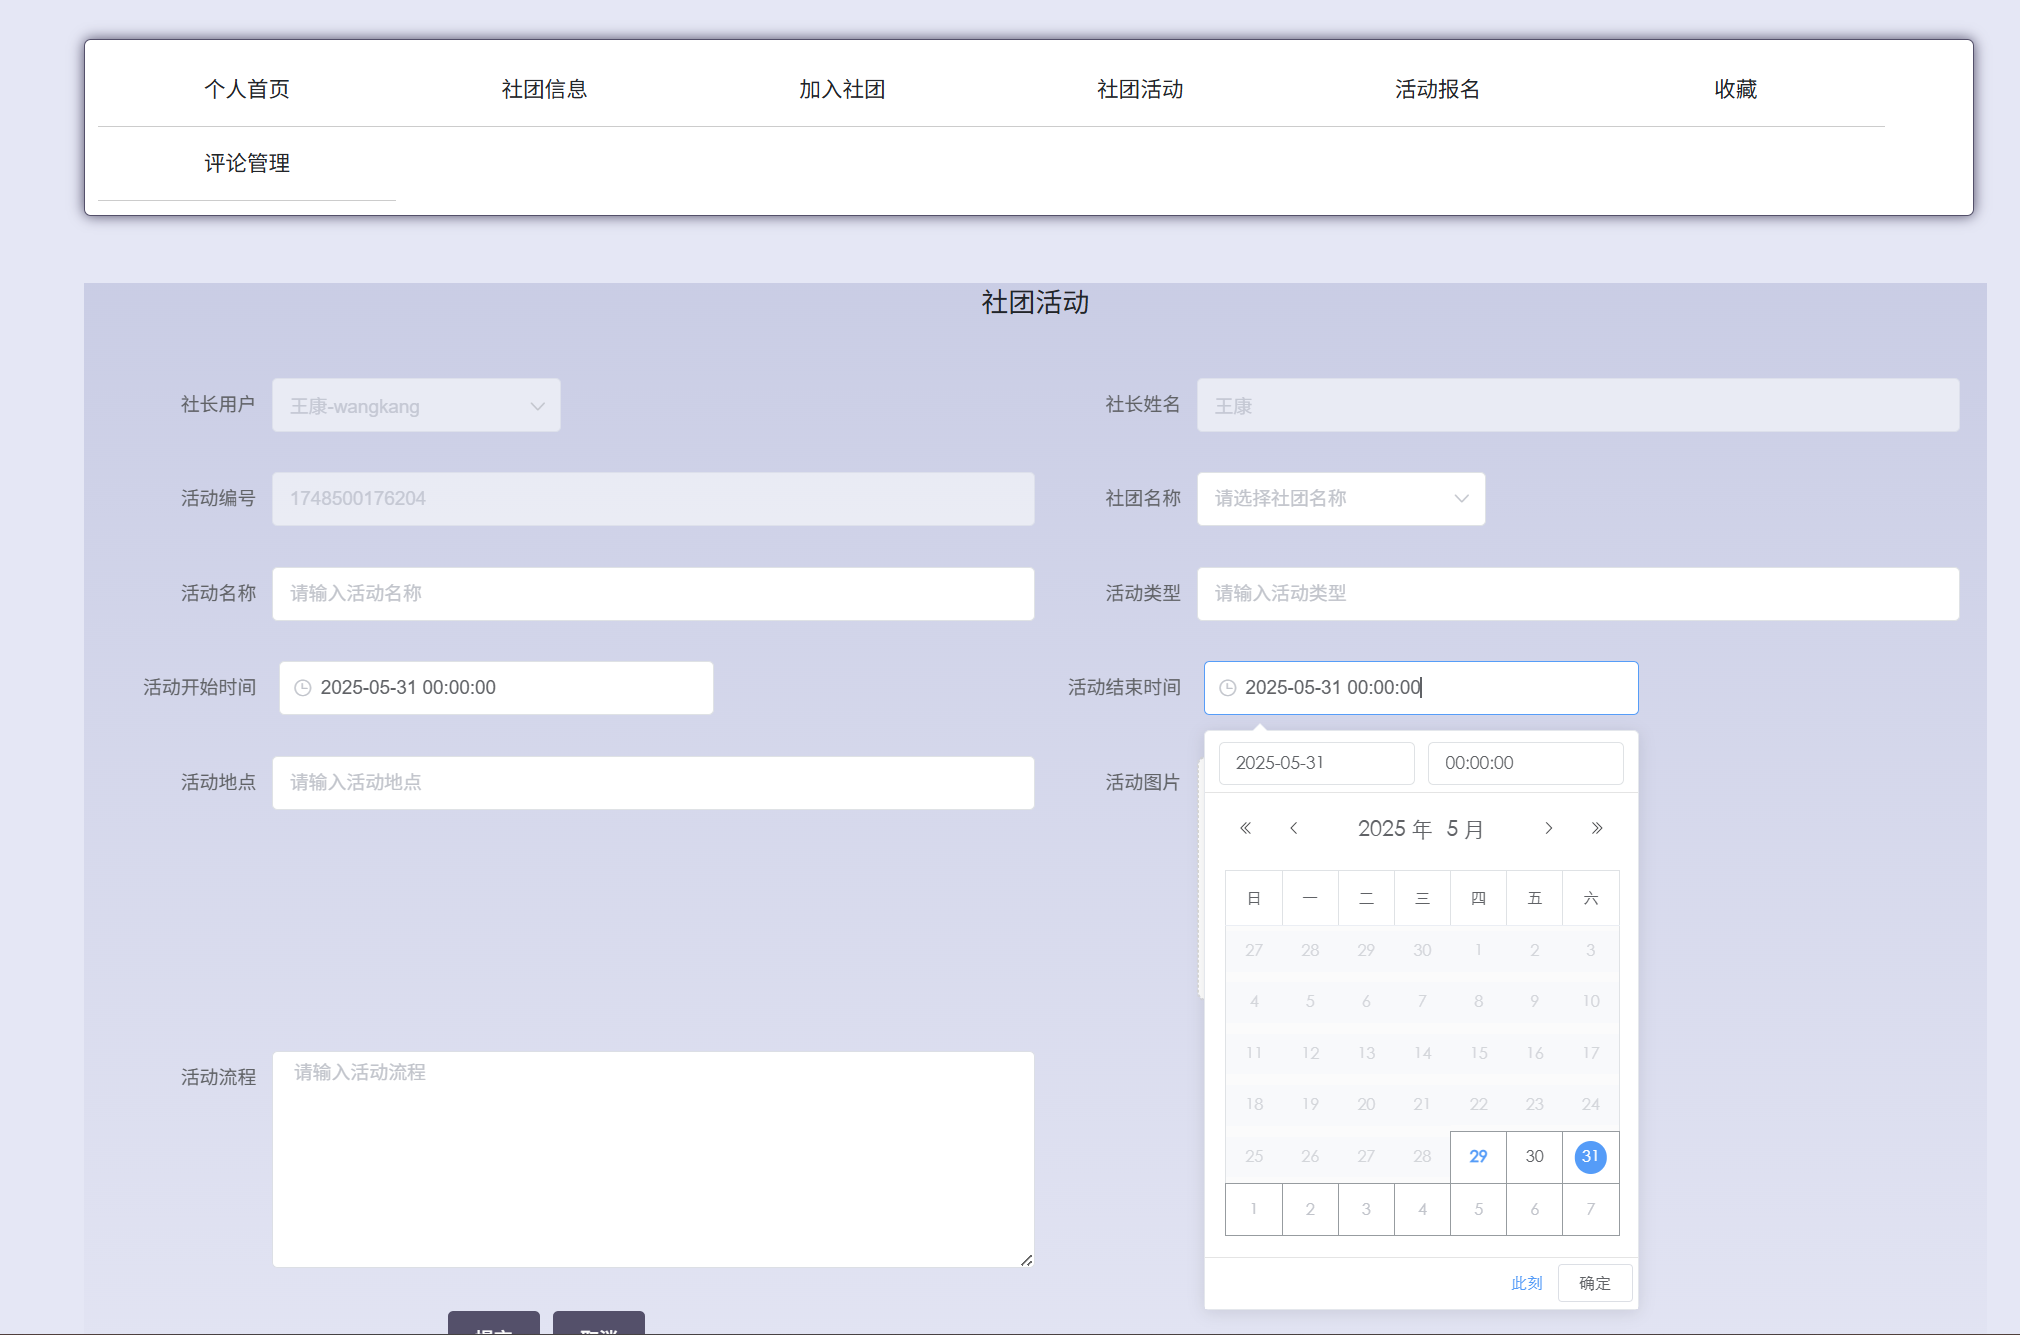 个人首页 社团信息 加入社团 社团活动 活动报名 收藏
评论管理
社团活动
社长用户 王康-wangkang 社长姓名 王康
活动编号 1748500176204 社团名称 请选择社团名称
活动名称 请输入活动名称 活动类型 请输入活动类型
活动开始时间 2025-05-31 00:00:00 活动结束时间 2025-05-31 00:00:00
活动地点 请输入活动地点 活动图片
2025-05-31 00:00:00
2025 年 5 月
日 一 二 三 四 五 六
27 28 29 30 1 2 3
4 5 6 7 8 9 10
11 12 13 14 15 16 17
18 19 20 21 22 23 24
25 26 27 28 29 30 31
1 2 3 4 5 6 7
此刻 确定
活动流程 请输入活动流程
提交 取消